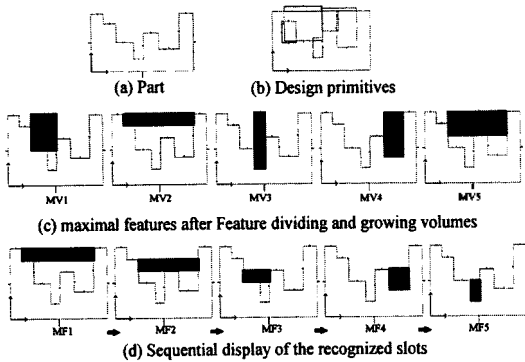 (a) Part
(b) Design primitives
MV1 MV2 MV3 MV4 MV5
(c) maximal features after Feature dividing and growing volumes
MF1 MF2 MF3 MF4 MF5
(d) Sequential display of the recognized slots